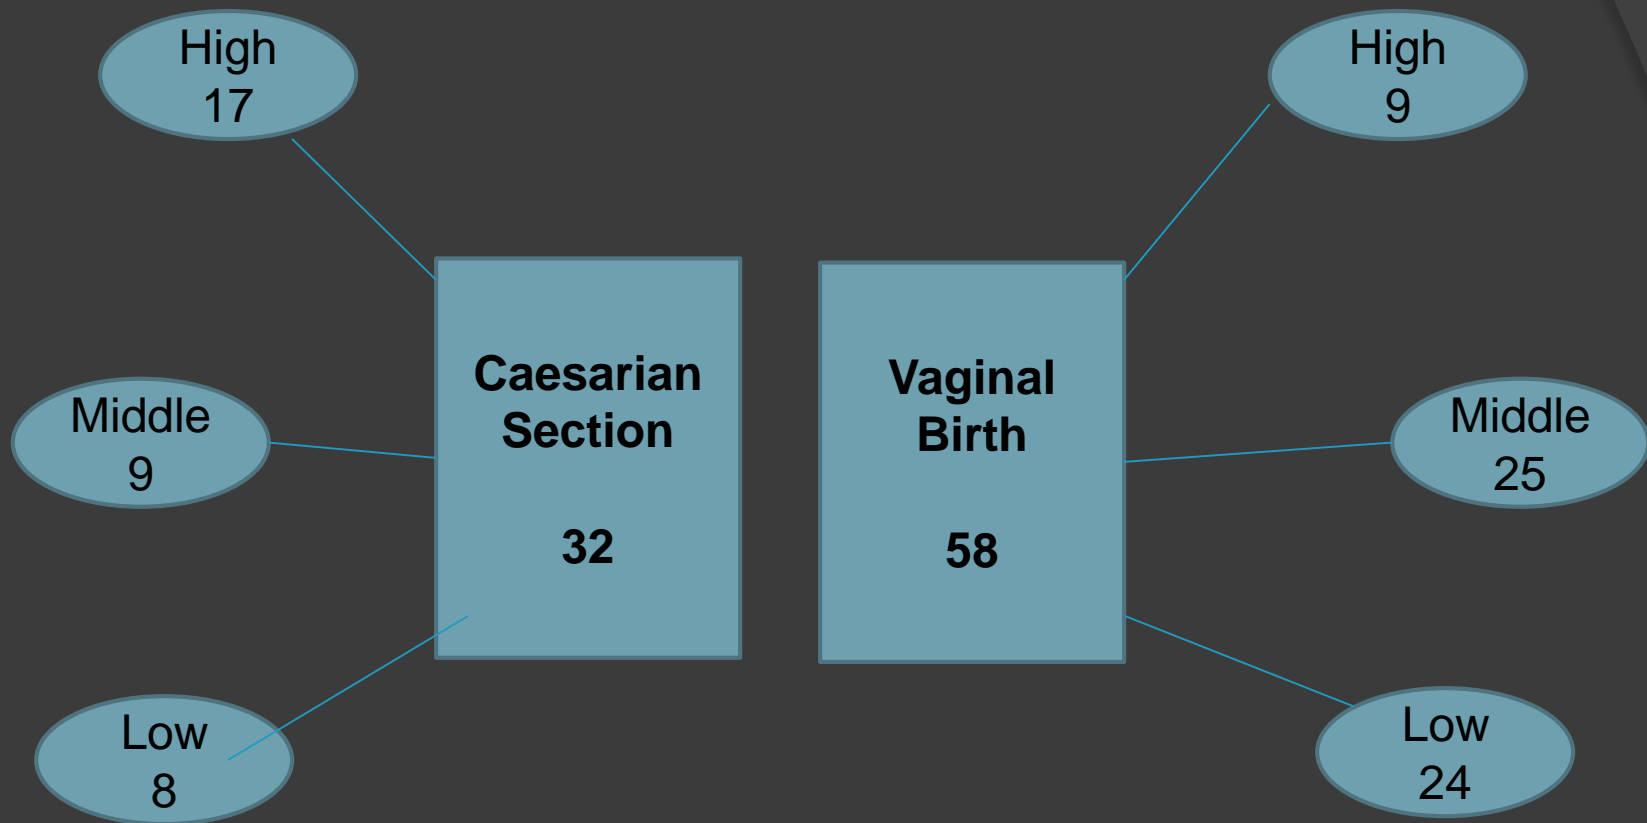 High
17
High
9
Caesarian
Section
32
Vaginal
Birth
58
Middle
9
Middle
25
Low
8
Low
24